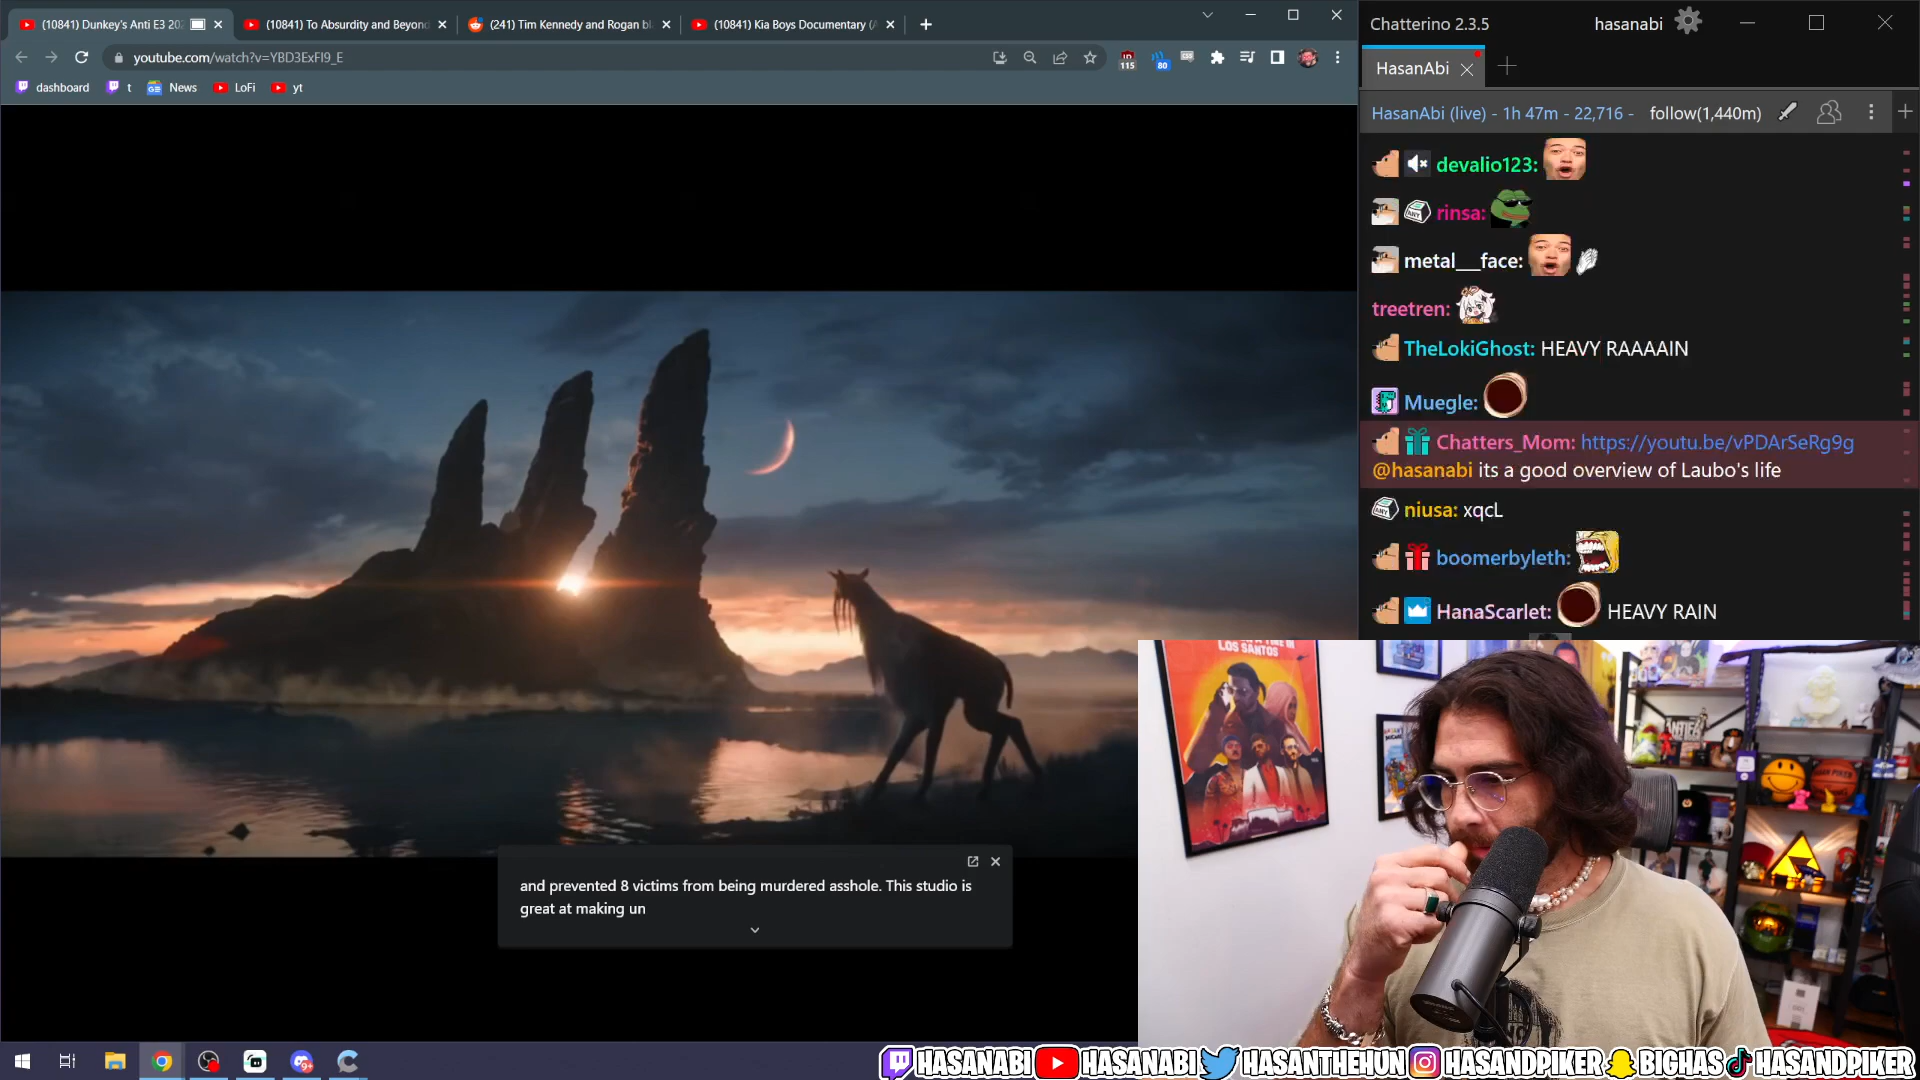 (10841) Dunkey's Anti E3 202
(10841) To Absurdity and Beyond
(241) Tim Kennedy and Rogan bl
(10841) Kia Boys Documentary (A
youtube.com/watch?v=YBD3ExFI9_E
115
80
dashboard
t
News
LoFi
yt
and prevented 8 victims from being murdered asshole. This studio is
great at making un
Chatterino 2.3.5
hasanabi
HasanAbi
HasanAbi (live) - 1h 47m - 22,716 -
follow(1,440m)
devalio123:
rinsa:
metal__face:
treetren:
TheLokiGhost: HEAVY RAAAAIN
Muegle:
Chatters_Mom: https://youtu.be/vPDArSeRg9g
@hasanabi its a good overview of Laubo's life
niusa: xqcL
boomerbyleth:
HanaScarlet: HEAVY RAIN
LOS SANTOS
HASANABI HASANABI HASANTHEHUN HASANDPIKER BIGHAS HASANDPIKER